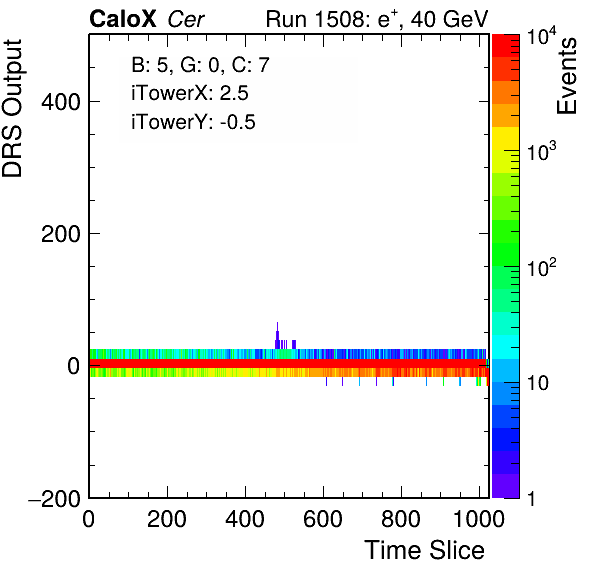 CaloX Cer Run 1508: e⁺, 40 GeV
B: 5, G: 0, C: 7
iTowerX: 2.5
iTowerY: -0.5
DRS Output
400
200
0
−200
0 200 400 600 800 1000
Time Slice
Events
10⁴
10³
10²
10
1